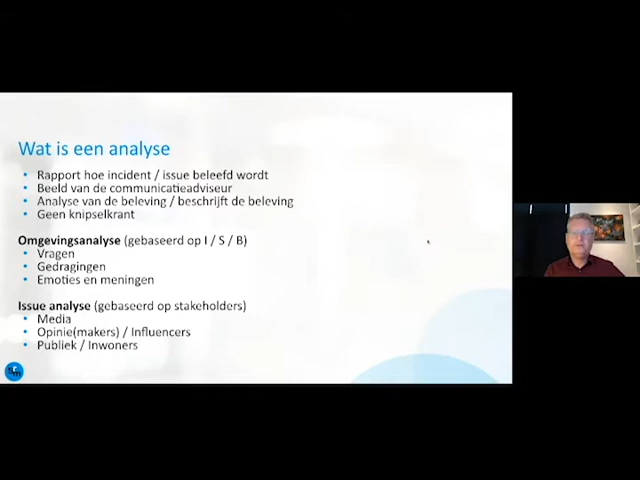 Wat is een analyse
• Rapport hoe incident / issue beleefd wordt
• Beeld van de communicatieadviseur
• Analyse van de beleving / beschrijft de beleving
• Geen knipselkrant
Omgevingsanalyse (gebaseerd op I / S / B)
• Vragen
• Gedragingen
• Emoties en meningen
Issue analyse (gebaseerd op stakeholders)
• Media
• Opinie(makers) / Influencers
• Publiek / Inwoners